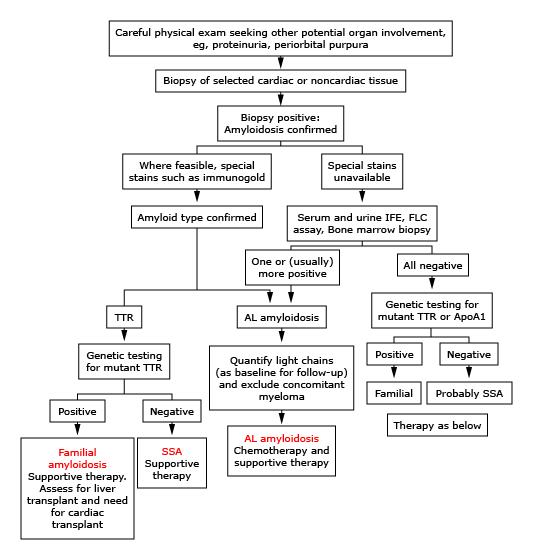 Careful physical exam seeking other potential organ involvement,
eg, proteinuria, periorbital purpura
Biopsy of selected cardiac or noncardiac tissue
Biopsy positive:
Amyloidosis confirmed
Where feasible, special
stains such as immunogold
Special stains
unavailable
Amyloid type confirmed
Serum and urine IFE, FLC
assay, Bone marrow biopsy
One or (usually)
more positive
All negative
TTR
AL amyloidosis
Genetic testing for
mutant TTR or ApoA1
Genetic testing
for mutant TTR
Quantify light chains
(as baseline for follow-up)
and exclude concomitant
myeloma
Positive
Negative
Familial
Probably SSA
Positive
Negative
Therapy as below
Familial
amyloidosis
Supportive therapy.
Assess for liver
transplant and need
for cardiac
transplant
SSA
Supportive
therapy
AL amyloidosis
Chemotherapy and
supportive therapy